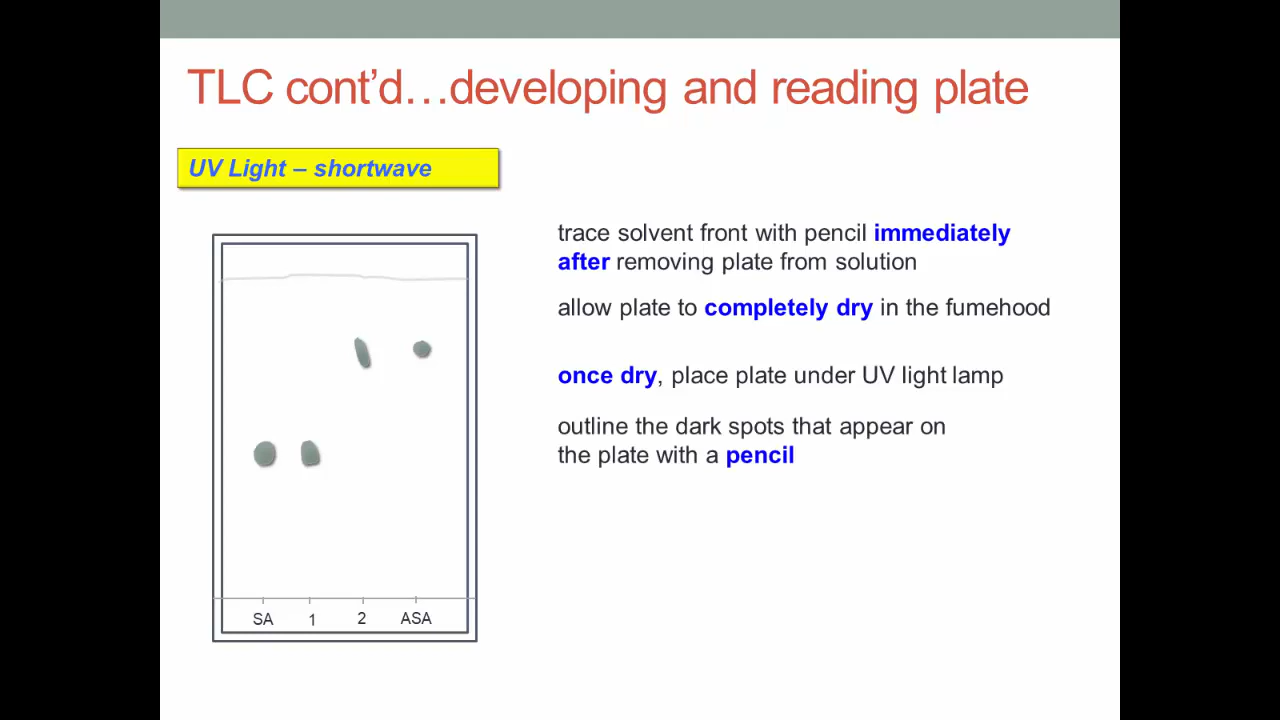 TLC cont’d…developing and reading plate
UV Light – shortwave
trace solvent front with pencil immediately
after removing plate from solution
allow plate to completely dry in the fumehood
once dry, place plate under UV light lamp
outline the dark spots that appear on
the plate with a pencil
SA 1 2 ASA